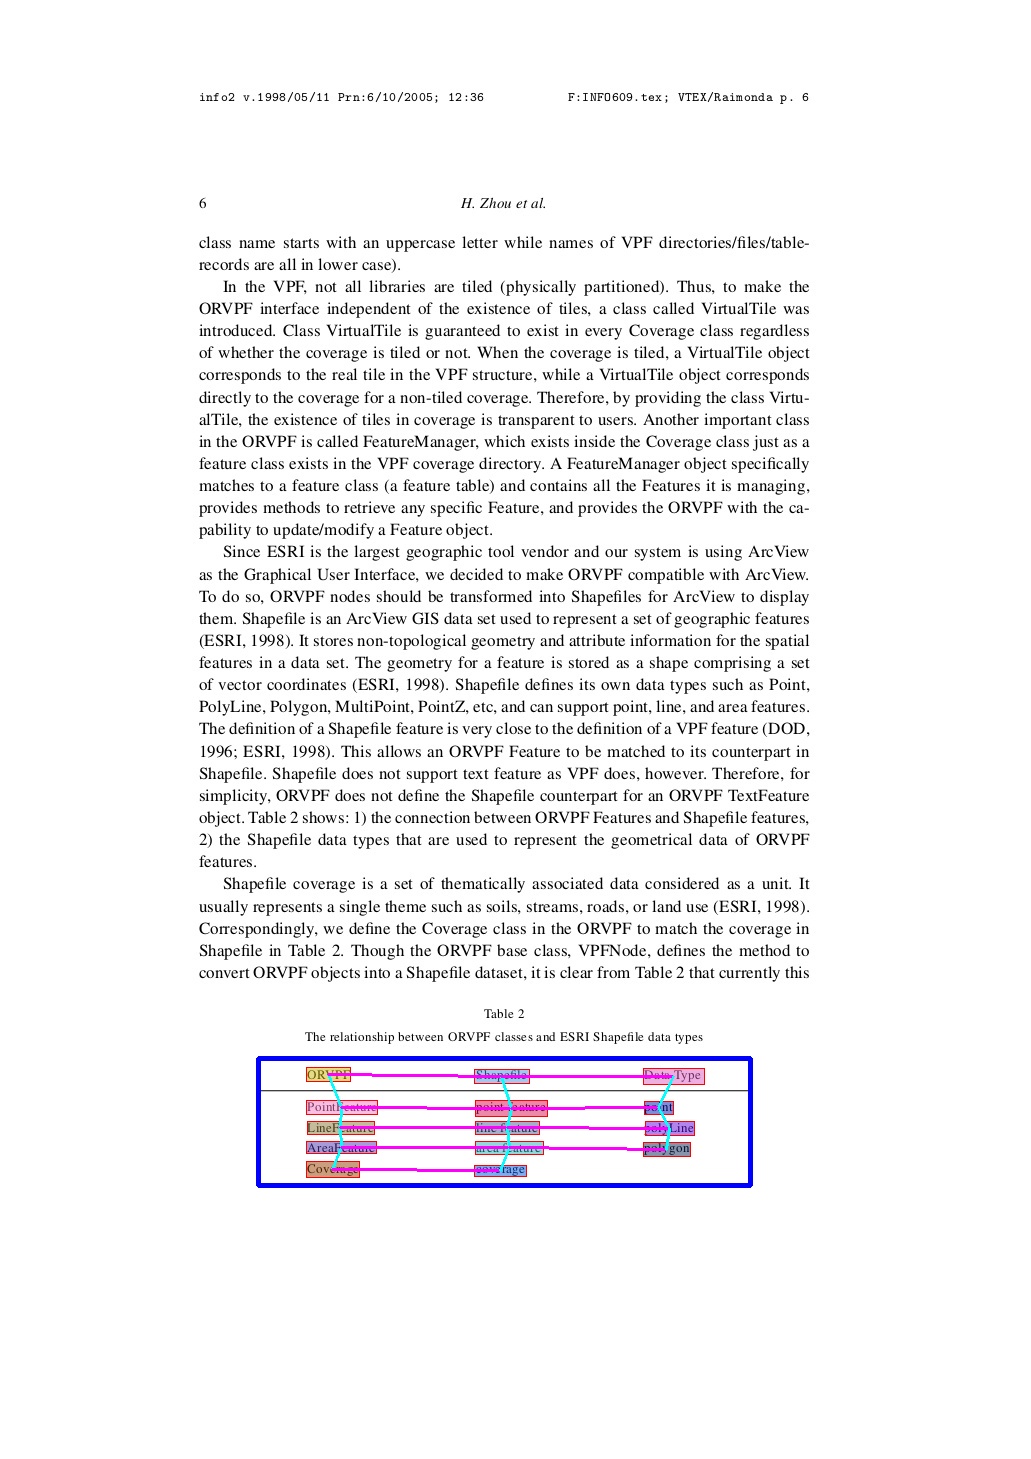 info2 v.1998/05/11 Prn:6/10/2005; 12:36 F:INFO609.tex; VTEX/Raimonda p. 6
6 H. Zhou et al.
class name starts with an uppercase letter while names of VPF directories/files/table-
records are all in lower case).
In the VPF, not all libraries are tiled (physically partitioned). Thus, to make the
ORVPF interface independent of the existence of tiles, a class called VirtualTile was
introduced. Class VirtualTile is guaranteed to exist in every Coverage class regardless
of whether the coverage is tiled or not. When the coverage is tiled, a VirtualTile object
corresponds to the real tile in the VPF structure, while a VirtualTile object corresponds
directly to the coverage for a non-tiled coverage. Therefore, by providing the class Virtu-
alTile, the existence of tiles in coverage is transparent to users. Another important class
in the ORVPF is called FeatureManager, which exists inside the Coverage class just as a
feature class exists in the VPF coverage directory. A FeatureManager object specifically
matches to a feature class (a feature table) and contains all the Features it is managing,
provides methods to retrieve any specific Feature, and provides the ORVPF with the ca-
pability to update/modify a Feature object.
Since ESRI is the largest geographic tool vendor and our system is using ArcView
as the Graphical User Interface, we decided to make ORVPF compatible with ArcView.
To do so, ORVPF nodes should be transformed into Shapefiles for ArcView to display
them. Shapefile is an ArcView GIS data set used to represent a set of geographic features
(ESRI, 1998). It stores non-topological geometry and attribute information for the spatial
features in a data set. The geometry for a feature is stored as a shape comprising a set
of vector coordinates (ESRI, 1998). Shapefile defines its own data types such as Point,
PolyLine, Polygon, MultiPoint, PointZ, etc, and can support point, line, and area features.
The definition of a Shapefile feature is very close to the definition of a VPF feature (DOD,
1996; ESRI, 1998). This allows an ORVPF Feature to be matched to its counterpart in
Shapefile. Shapefile does not support text feature as VPF does, however. Therefore, for
simplicity, ORVPF does not define the Shapefile counterpart for an ORVPF TextFeature
object. Table 2 shows: 1) the connection between ORVPF Features and Shapefile features,
2) the Shapefile data types that are used to represent the geometrical data of ORVPF
features.
Shapefile coverage is a set of thematically associated data considered as a unit. It
usually represents a single theme such as soils, streams, roads, or land use (ESRI, 1998).
Correspondingly, we define the Coverage class in the ORVPF to match the coverage in
Shapefile in Table 2. Though the ORVPF base class, VPFNode, defines the method to
convert ORVPF objects into a Shapefile dataset, it is clear from Table 2 that currently this
Table 2
The relationship between ORVPF classes and ESRI Shapefile data types
ORVPF Shapefile Data Type
PointFeature point feature point
LineFeature line feature polyLine
AreaFeature area feature polygon
Coverage coverage